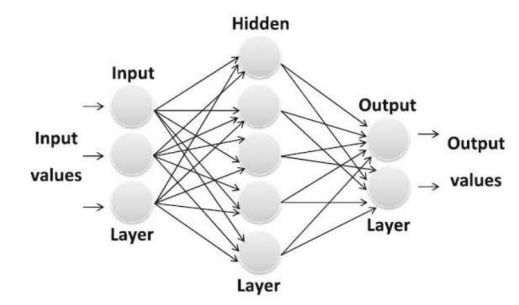 Hidden
Input
Output
Input
values
Output
values
Layer
Layer
Layer